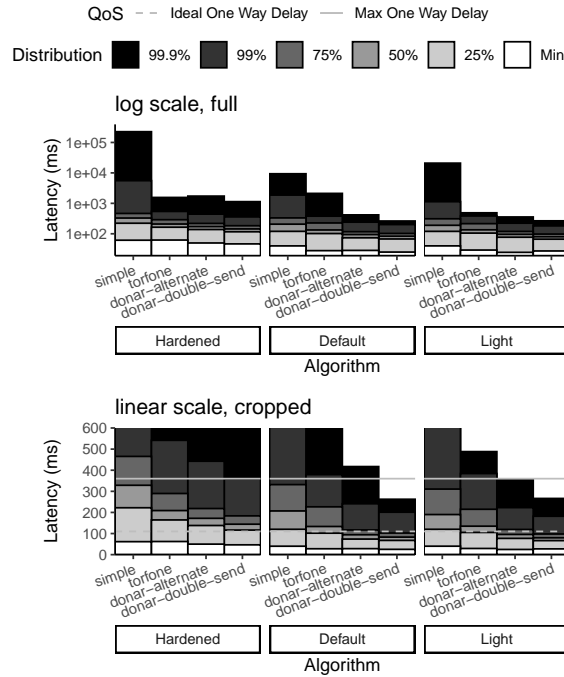 QoS Ideal One Way Delay Max One Way Delay
Distribution 99.9% 99% 75% 50% 25% Min
log scale, full
Latency (ms)
1e+05
1e+04
1e+03
1e+02
simple torfone donar−alternate donar−double−send
simple torfone donar−alternate donar−double−send
simple torfone donar−alternate donar−double−send
Hardened Default Light
Algorithm
linear scale, cropped
Latency (ms)
600
500
400
300
200
100
0
simple torfone donar−alternate donar−double−send
simple torfone donar−alternate donar−double−send
simple torfone donar−alternate donar−double−send
Hardened Default Light
Algorithm